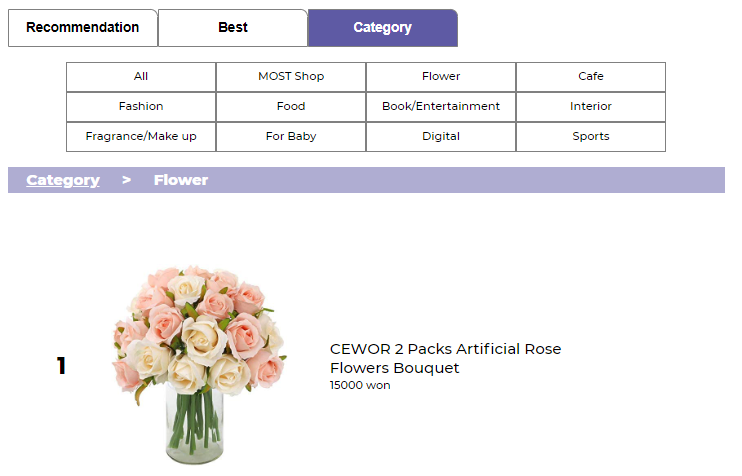 Recommendation Best Category
All MOST Shop Flower Cafe
Fashion Food Book/Entertainment Interior
Fragrance/Make up For Baby Digital Sports
Category > Flower
1
CEWOR 2 Packs Artificial Rose
Flowers Bouquet
15000 won